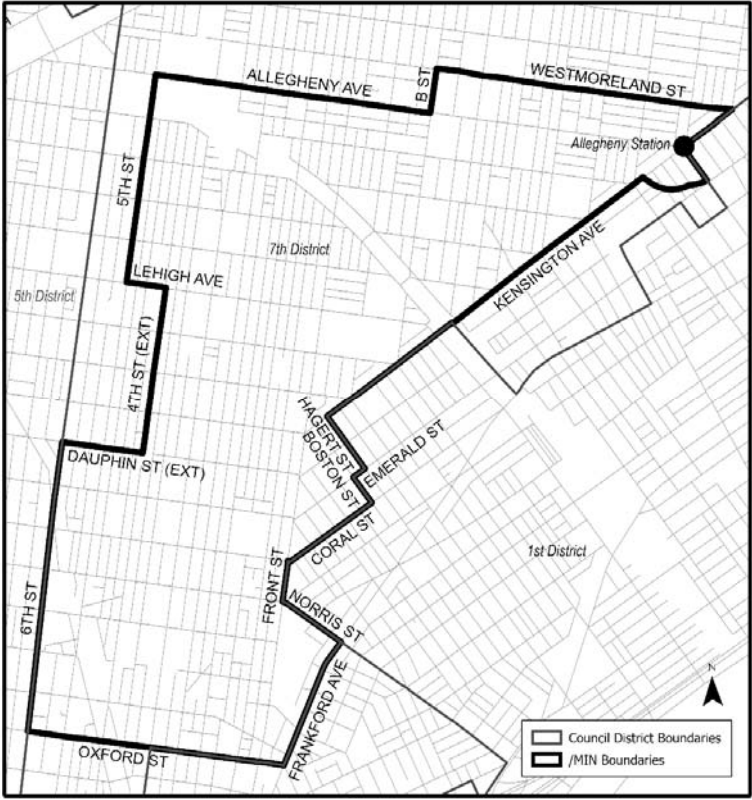 WESTMORELAND ST
ALLEGHENY AVE
B ST
Allegheny Station
5TH ST
7th District
KENSINGTON AVE
LEHIGH AVE
5th District
4TH ST (EXT)
HAGERT ST
BOSTON ST
EMERALD ST
DAUPHIN ST (EXT)
CORAL ST
1st District
FRONT ST
NORRIS ST
6TH ST
FRANKFORD AVE
OXFORD ST
N
Council District Boundaries
/MIN Boundaries